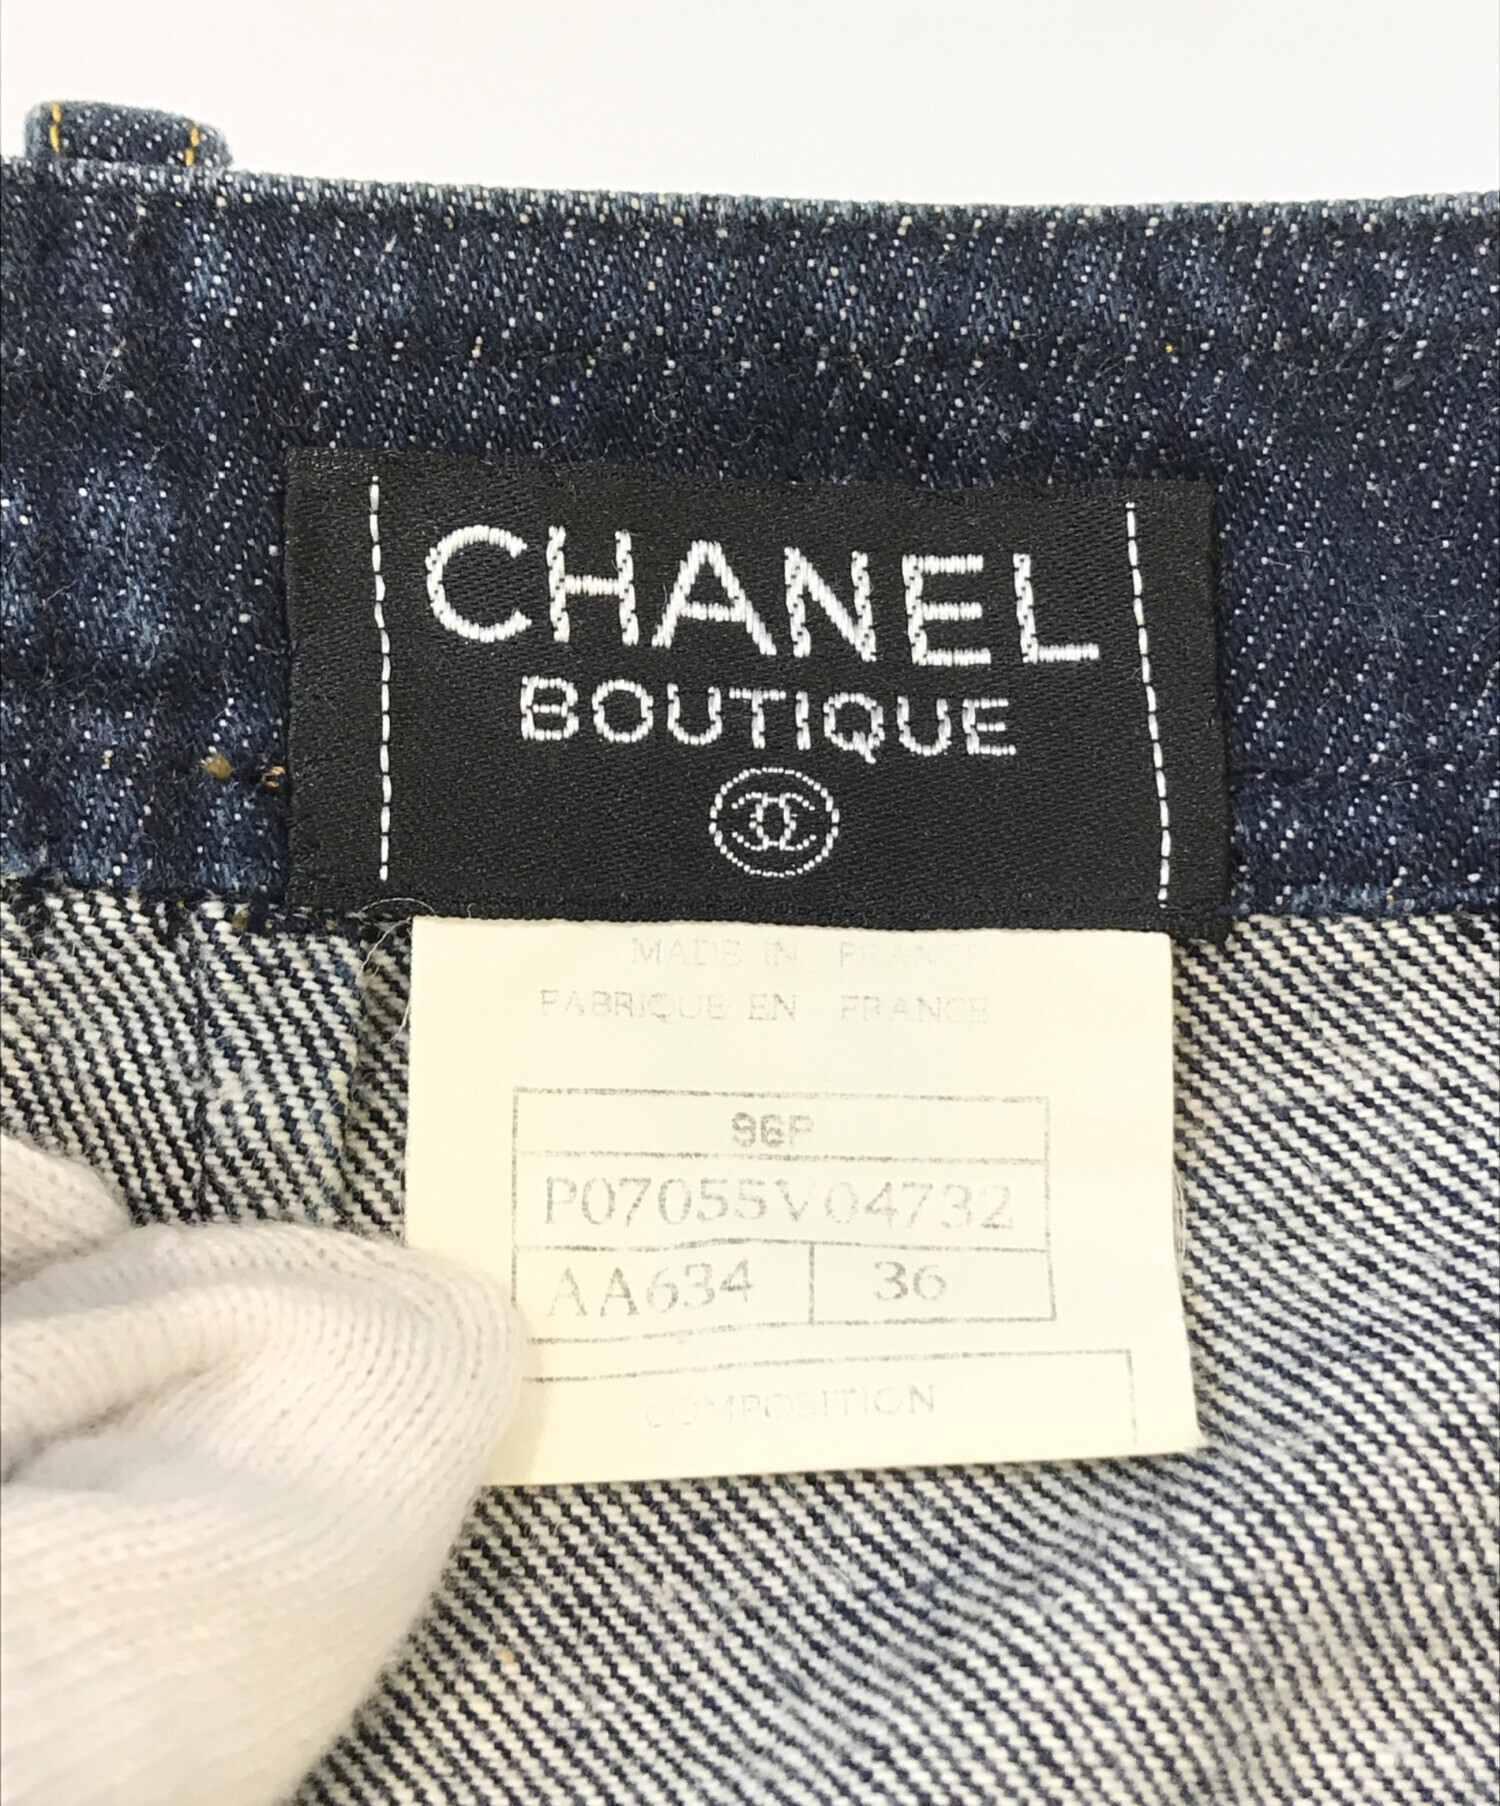 CHANEL
BOUTIQUE
MADE IN FRANCE
FABRIQUE EN FRANCE
96P
P07055V04732
AA634 36
COMPOSITION